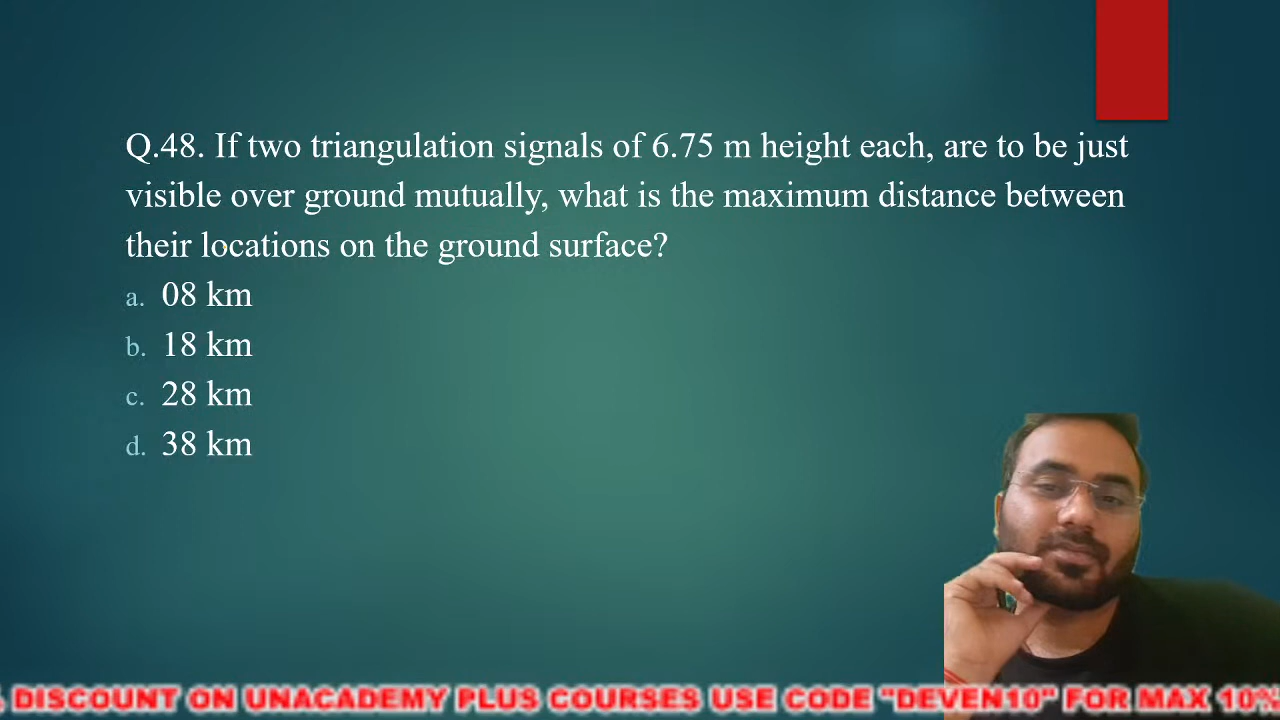 Q.48. If two triangulation signals of 6.75 m height each, are to be just
visible over ground mutually, what is the maximum distance between
their locations on the ground surface?
a. 08 km
b. 18 km
c. 28 km
d. 38 km
DISCOUNT ON UNACADEMY PLUS COURSES USE CODE "DEVEN10" FOR MAX 10%